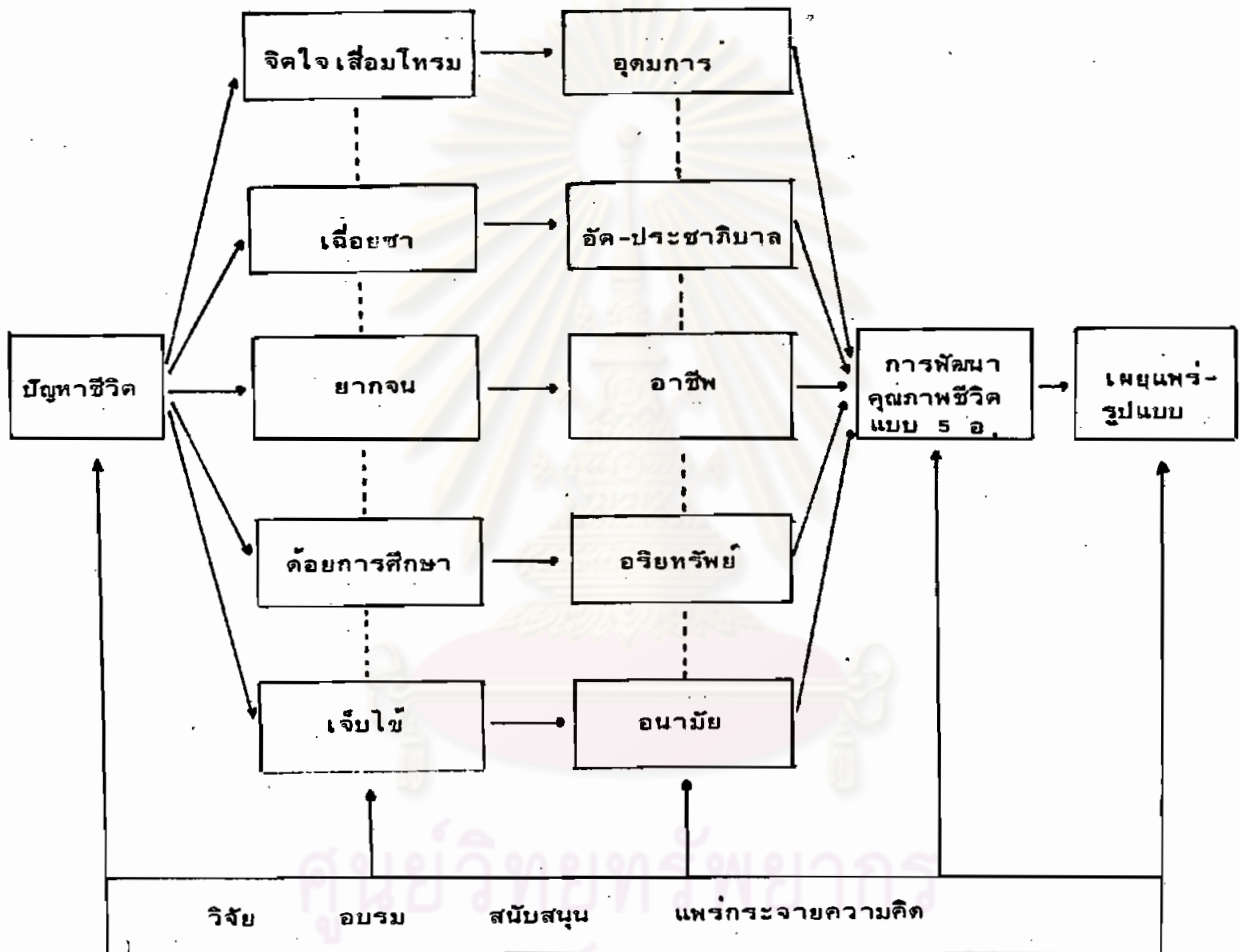 จิตใจเสื่อมโทรม
อุดมการ
เฉื่อยชา
อัต-ประชาภิบาล
ปัญหาชีวิต
ยากจน
อาชีพ
การพัฒนา
คุณภาพชีวิต
แบบ 5 อ.
เผยแพร่-
รูปแบบ
ด้อยการศึกษา
อริยทรัพย์
เจ็บไข้
อนามัย
ศูนย์วิทยทรัพยากร
วิจัย อบรม สนับสนุน แพร่กระจายความคิด